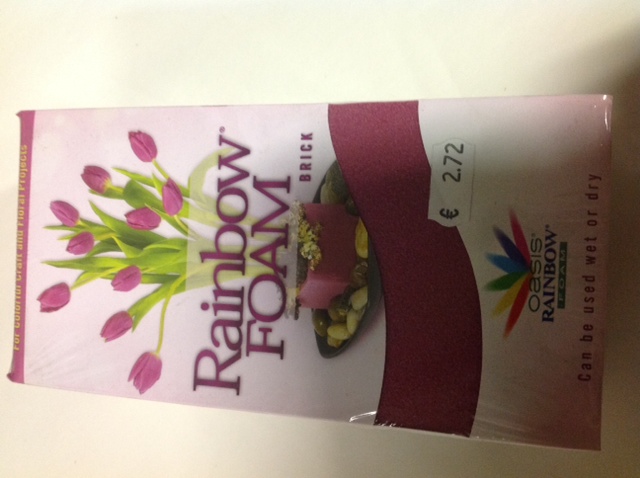 For Colorful Craft and Floral Projects
Rainbow®
FOAM
BRICK
€ 2.72
OASIS®
RAINBOW®
FOAM
Can be used wet or dry